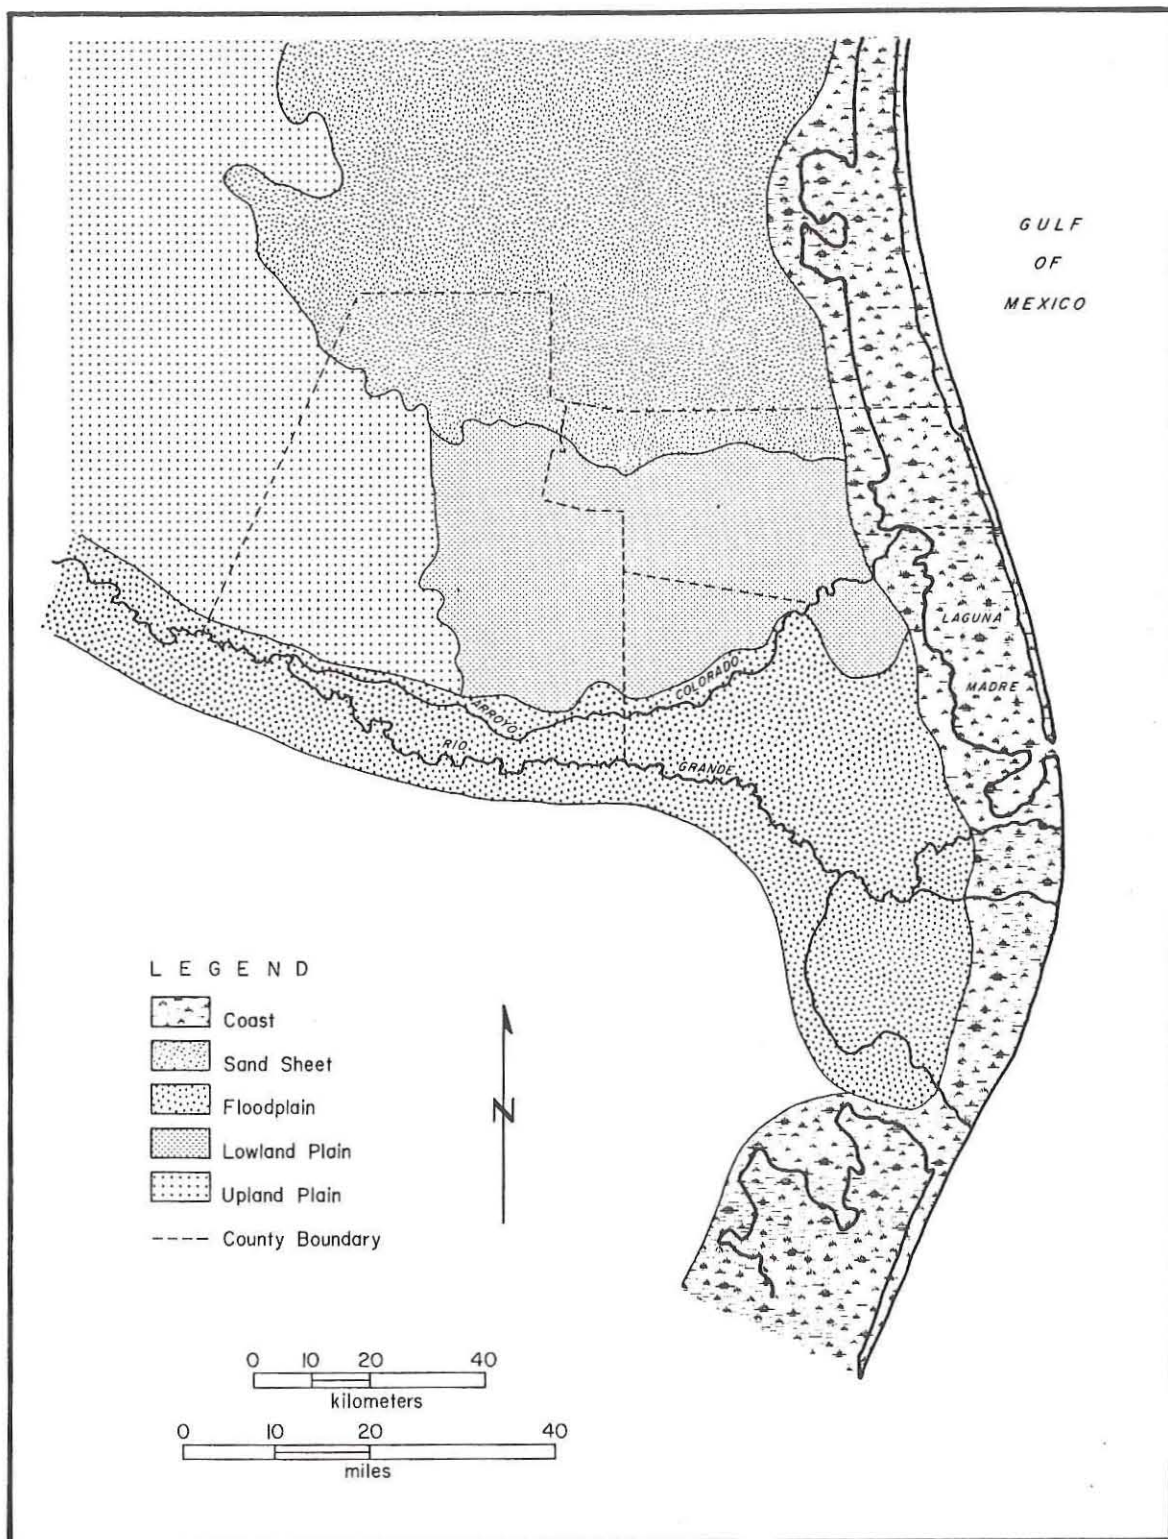 GULF
OF
MEXICO
LAGUNA
MADRE
ARROYO
COLORADO
RIO
GRANDE
LEGEND
Coast
Sand Sheet
Floodplain
Lowland Plain
Upland Plain
County Boundary
N
0 10 20 40
kilometers
0 10 20 40
miles